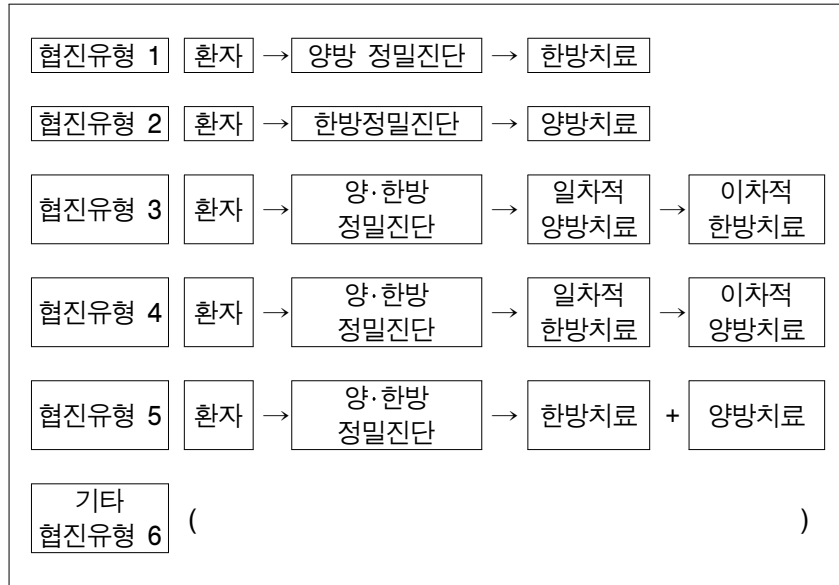 협진유형 1 환자 → 양방 정밀진단 → 한방치료
협진유형 2 환자 → 한방정밀진단 → 양방치료
협진유형 3 환자 → 양·한방 정밀진단 → 일차적 양방치료 → 이차적 한방치료
협진유형 4 환자 → 양·한방 정밀진단 → 일차적 한방치료 → 이차적 양방치료
협진유형 5 환자 → 양·한방 정밀진단 → 한방치료 + 양방치료
기타 협진유형 6 ( )